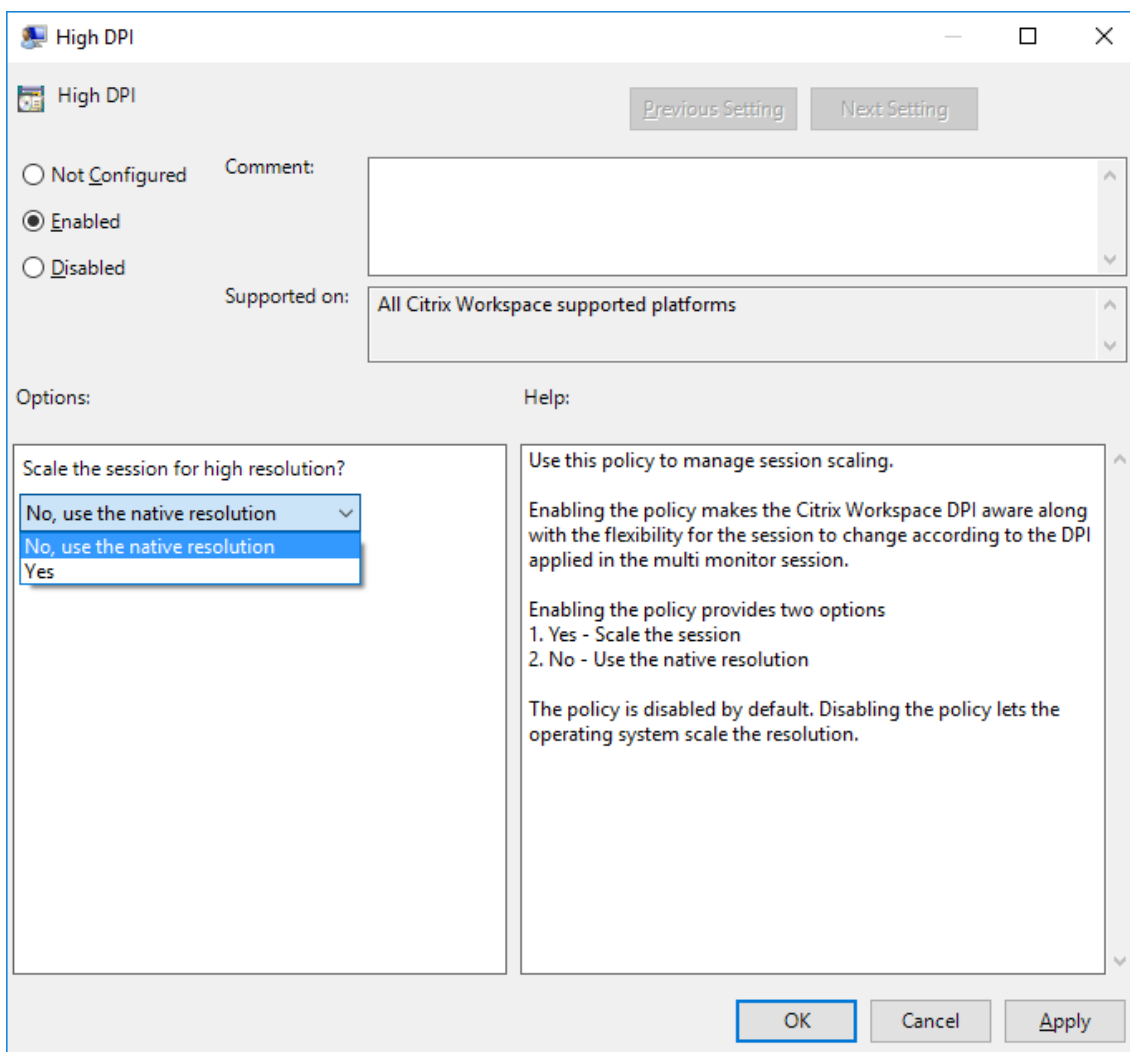 High DPI
High DPI
Previous Setting
Next Setting
Not Configured
Comment:
Enabled
Disabled
Supported on:
All Citrix Workspace supported platforms
Options:
Help:
Scale the session for high resolution?
No, use the native resolution
No, use the native resolution
Yes
Use this policy to manage session scaling.
Enabling the policy makes the Citrix Workspace DPI aware along
with the flexibility for the session to change according to the DPI
applied in the multi monitor session.
Enabling the policy provides two options
1. Yes - Scale the session
2. No - Use the native resolution
The policy is disabled by default. Disabling the policy lets the
operating system scale the resolution.
OK
Cancel
Apply